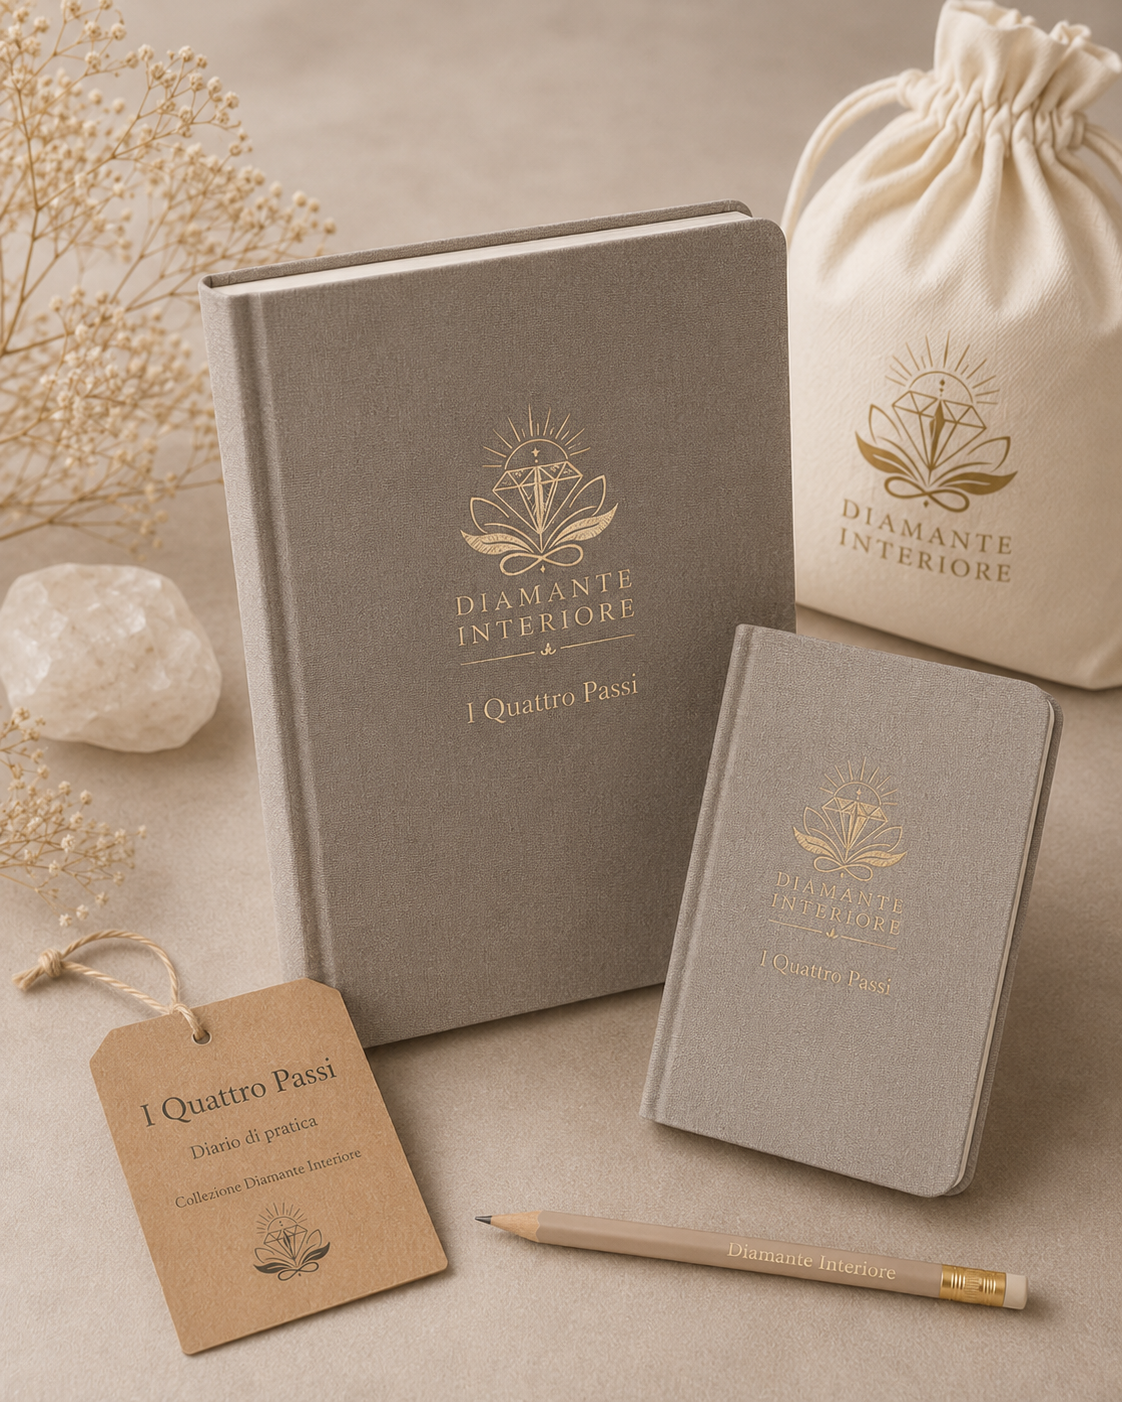 DIAMANTE
INTERIORE
I Quattro Passi
DIAMANTE
INTERIORE
DIAMANTE
INTERIORE
I Quattro Passi
I Quattro Passi
Diario di pratica
Collezione Diamante Interiore
Diamante Interiore